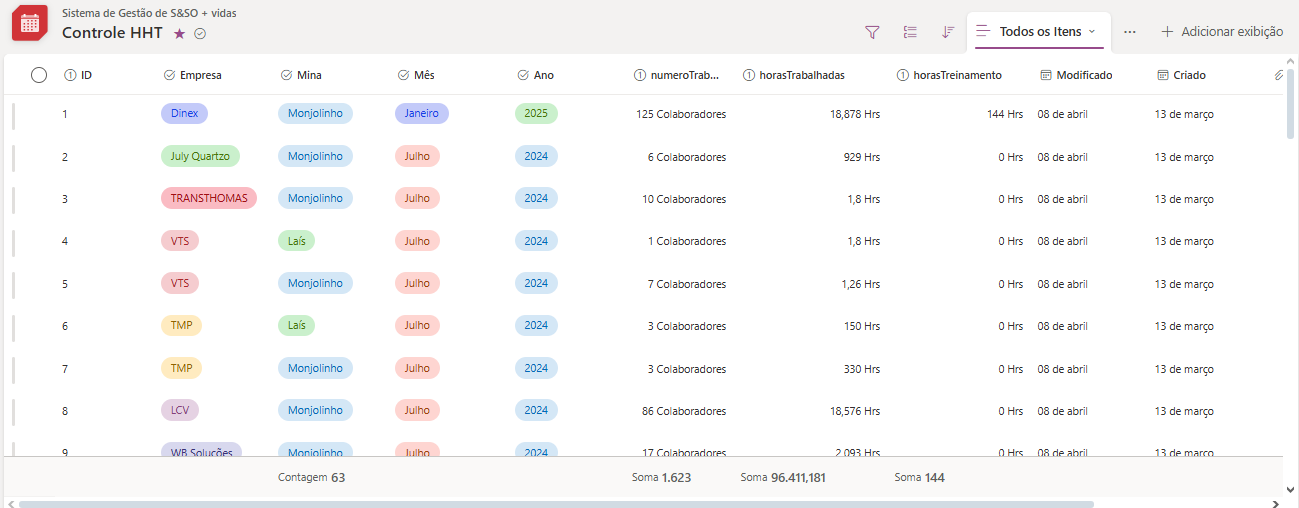 Sistema de Gestão de S&SO + vidas
Controle HHT
Todos os Itens
Adicionar exibição
ID Empresa Mina Mês Ano numeroTrab... horasTrabalhadas horasTreinamento Modificado Criado
1 Dinex Monjolinho Janeiro 2025 125 Colaboradores 18,878 Hrs 144 Hrs 08 de abril 13 de março
2 July Quartzo Monjolinho Julho 2024 6 Colaboradores 929 Hrs 0 Hrs 08 de abril 13 de março
3 TRANSTHOMAS Monjolinho Julho 2024 10 Colaboradores 1,8 Hrs 0 Hrs 08 de abril 13 de março
4 VTS Laís Julho 2024 1 Colaboradores 1,8 Hrs 0 Hrs 08 de abril 13 de março
5 VTS Monjolinho Julho 2024 7 Colaboradores 1,26 Hrs 0 Hrs 08 de abril 13 de março
6 TMP Laís Julho 2024 3 Colaboradores 150 Hrs 0 Hrs 08 de abril 13 de março
7 TMP Monjolinho Julho 2024 3 Colaboradores 330 Hrs 0 Hrs 08 de abril 13 de março
8 LCV Monjolinho Julho 2024 86 Colaboradores 18,576 Hrs 0 Hrs 08 de abril 13 de março
9 WB Soluções Monjolinho Julho 2024 17 Colaboradores 2,093 Hrs 0 Hrs 08 de abril 13 de março
Contagem 63 Soma 1.623 Soma 96.411,181 Soma 144